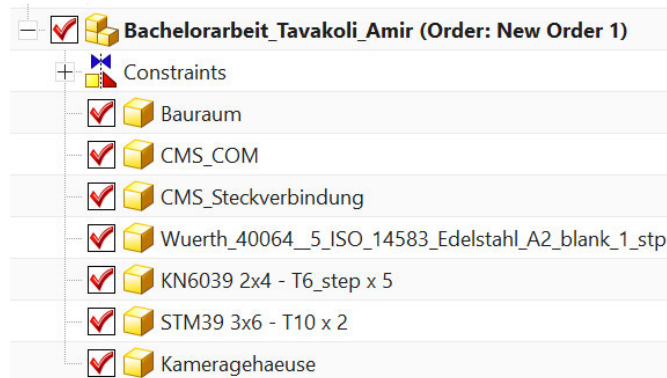 Bachelorarbeit_Tavakoli_Amir (Order: New Order 1)
Constraints
Bauraum
CMS_COM
CMS_Steckverbindung
Wuerth_40064__5_ISO_14583_Edelstahl_A2_blank_1_stp
KN6039 2x4 - T6_step x 5
STM39 3x6 - T10 x 2
Kameragehaeuse